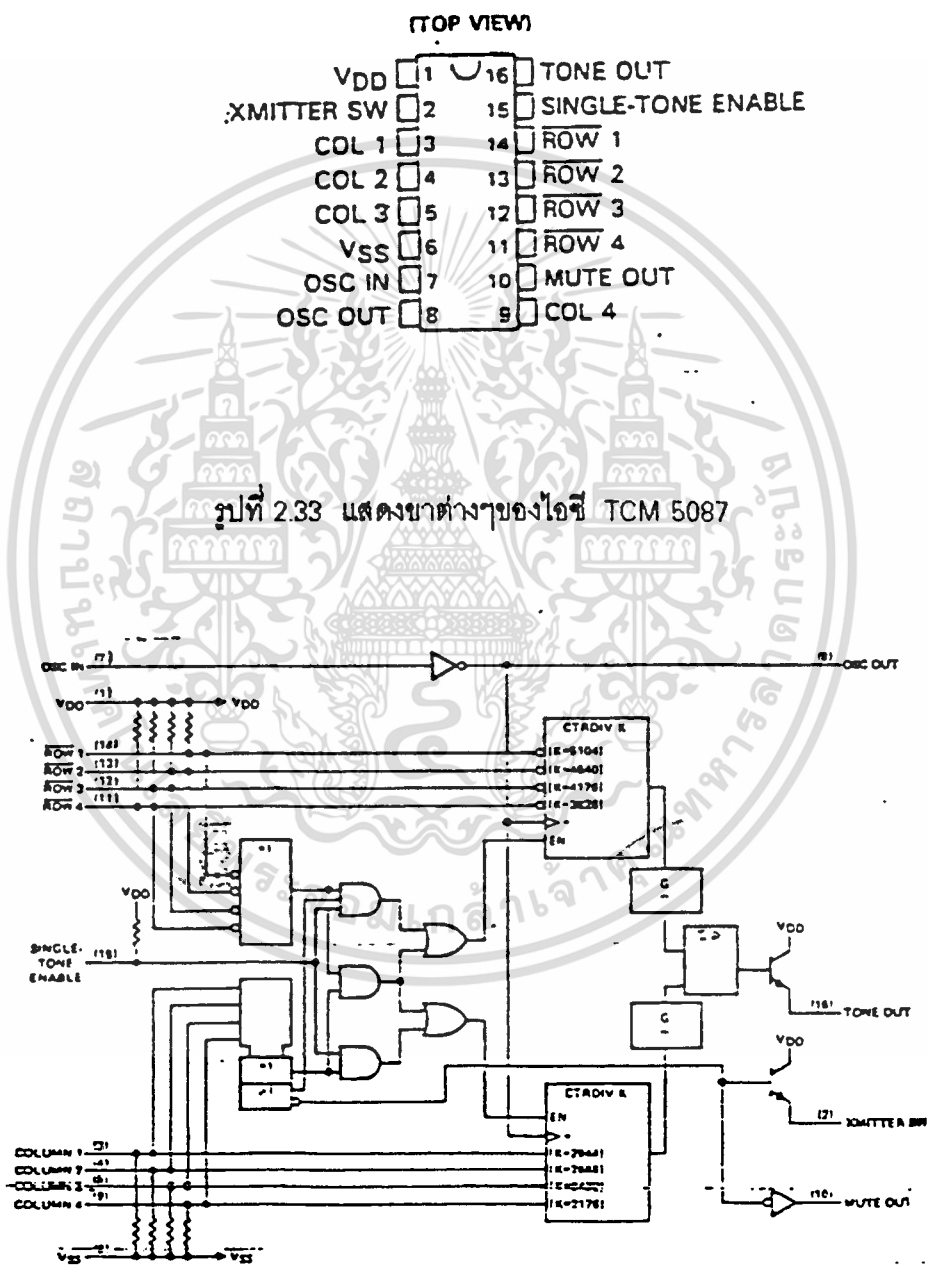 (TOP VIEW)
VDD 1 16 TONE OUT
XMITTER SW 2 15 SINGLE-TONE ENABLE
COL 1 3 14 ROW 1
COL 2 4 13 ROW 2
COL 3 5 12 ROW 3
VSS 6 11 ROW 4
OSC IN 7 10 MUTE OUT
OSC OUT 8 9 COL 4
รูปที่ 2.33 แสดงขาต่างๆของไอซี TCM 5087
OSC IN (7) (8) OSC OUT
VDD (1) VDD
CTRDIV K
ROW 1 (14)
ROW 2 (13) [K=4640]
ROW 3 (12) [K=4176]
ROW 4 (11)
EN
VDD
G
SINGLE-
TONE
ENABLE
(15)
VDD
(16) TONE OUT
G
VDD
CTRDIV K
EN
(2) XMITTER SW
COLUMN 1 (3)
COLUMN 2 (4)
COLUMN 3 (5)
COLUMN 4 (9) [K=2176]
(10) MUTE OUT
VSS VSS